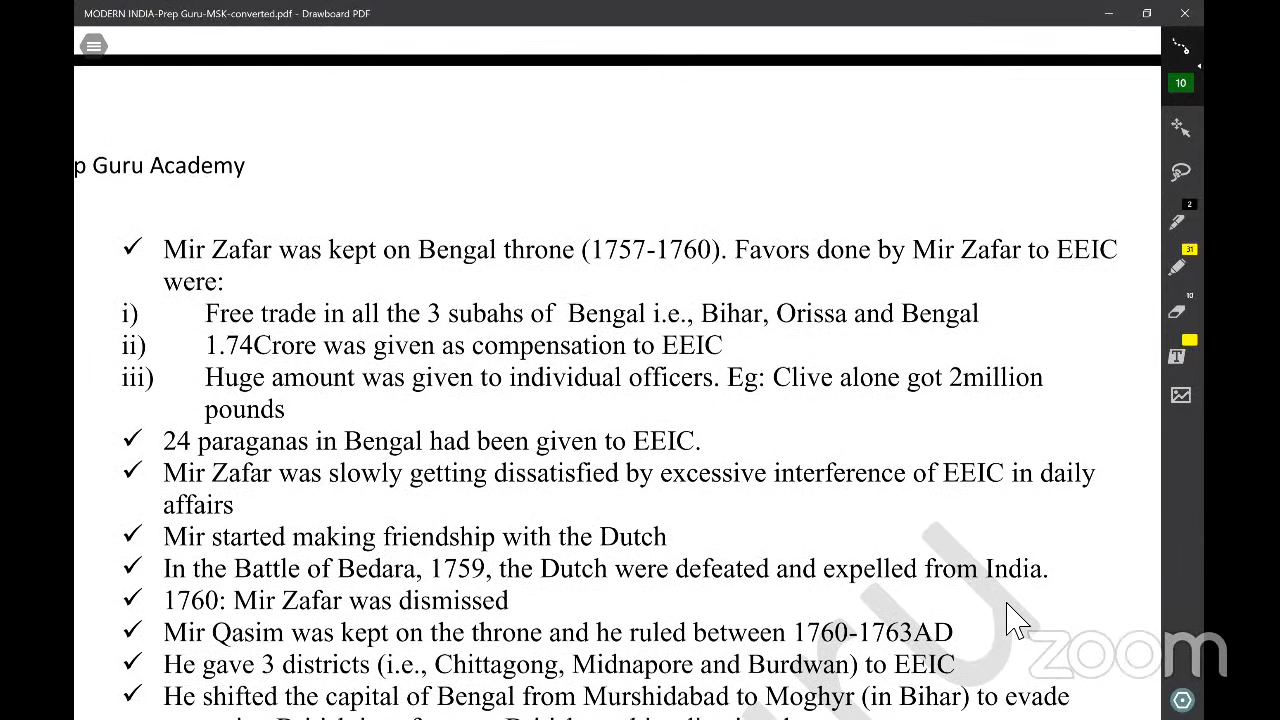 MODERN INDIA-Prep Guru-MSK-converted.pdf - Drawboard PDF
10
p Guru Academy
2
✓ Mir Zafar was kept on Bengal throne (1757-1760). Favors done by Mir Zafar to EEIC
were:
31
10
i) Free trade in all the 3 subahs of Bengal i.e., Bihar, Orissa and Bengal
ii) 1.74Crore was given as compensation to EEIC
T
iii) Huge amount was given to individual officers. Eg: Clive alone got 2million
pounds
✓ 24 paraganas in Bengal had been given to EEIC.
✓ Mir Zafar was slowly getting dissatisfied by excessive interference of EEIC in daily
affairs
✓ Mir started making friendship with the Dutch
✓ In the Battle of Bedara, 1759, the Dutch were defeated and expelled from India.
✓ 1760: Mir Zafar was dismissed
✓ Mir Qasim was kept on the throne and he ruled between 1760-1763AD
zoom
✓ He gave 3 districts (i.e., Chittagong, Midnapore and Burdwan) to EEIC
✓ He shifted the capital of Bengal from Murshidabad to Moghyr (in Bihar) to evade